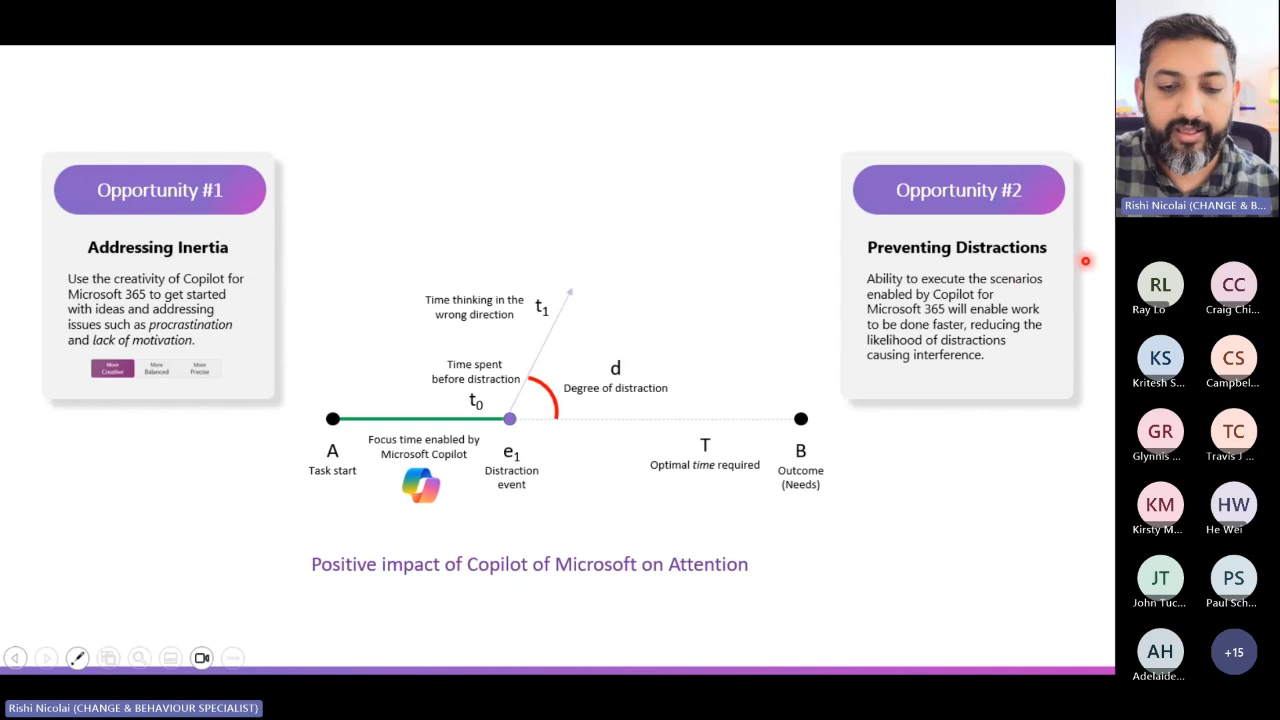 Opportunity #1
Addressing Inertia
Use the creativity of Copilot for
Microsoft 365 to get started
with ideas and addressing
issues such as procrastination
and lack of motivation.
More
Creative
More
Balanced
More
Precise
Time thinking in the
wrong direction
t1
Time spent
before distraction
t0
d
Degree of distraction
A
Task start
Focus time enabled by
Microsoft Copilot
e1
Distraction
event
T
Optimal time required
B
Outcome
(Needs)
Positive impact of Copilot of Microsoft on Attention
Opportunity #2
Preventing Distractions
Ability to execute the scenarios
enabled by Copilot for
Microsoft 365 will enable work
to be done faster, reducing the
likelihood of distractions
causing interference.
Rishi Nicolai (CHANGE & B...
RL
Ray Lo
CC
Craig Chi...
KS
Kritesh S...
CS
Campbel...
GR
Glynnis ...
TC
Travis J ...
KM
Kirsty M...
HW
He Wei
JT
John Tuc...
PS
Paul Sch...
AH
Adelaide...
+15
Rishi Nicolai (CHANGE & BEHAVIOUR SPECIALIST)